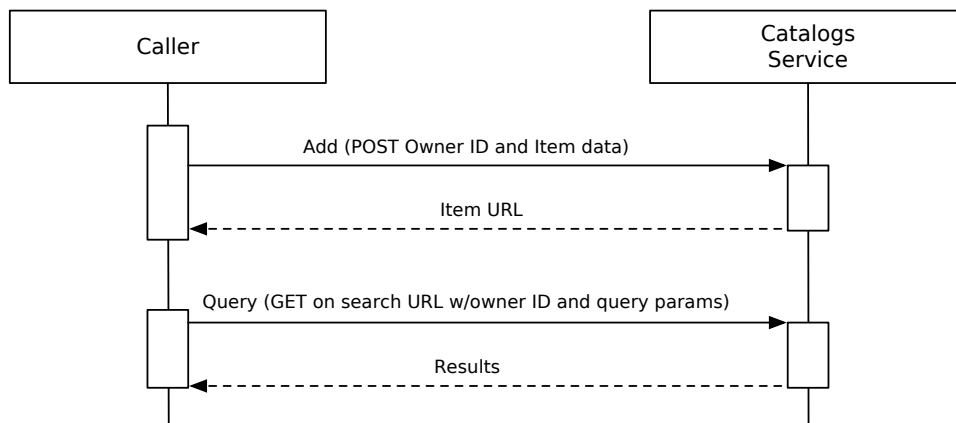 Caller
Catalogs
Service
Add (POST Owner ID and Item data)
Item URL
Query (GET on search URL w/owner ID and query params)
Results